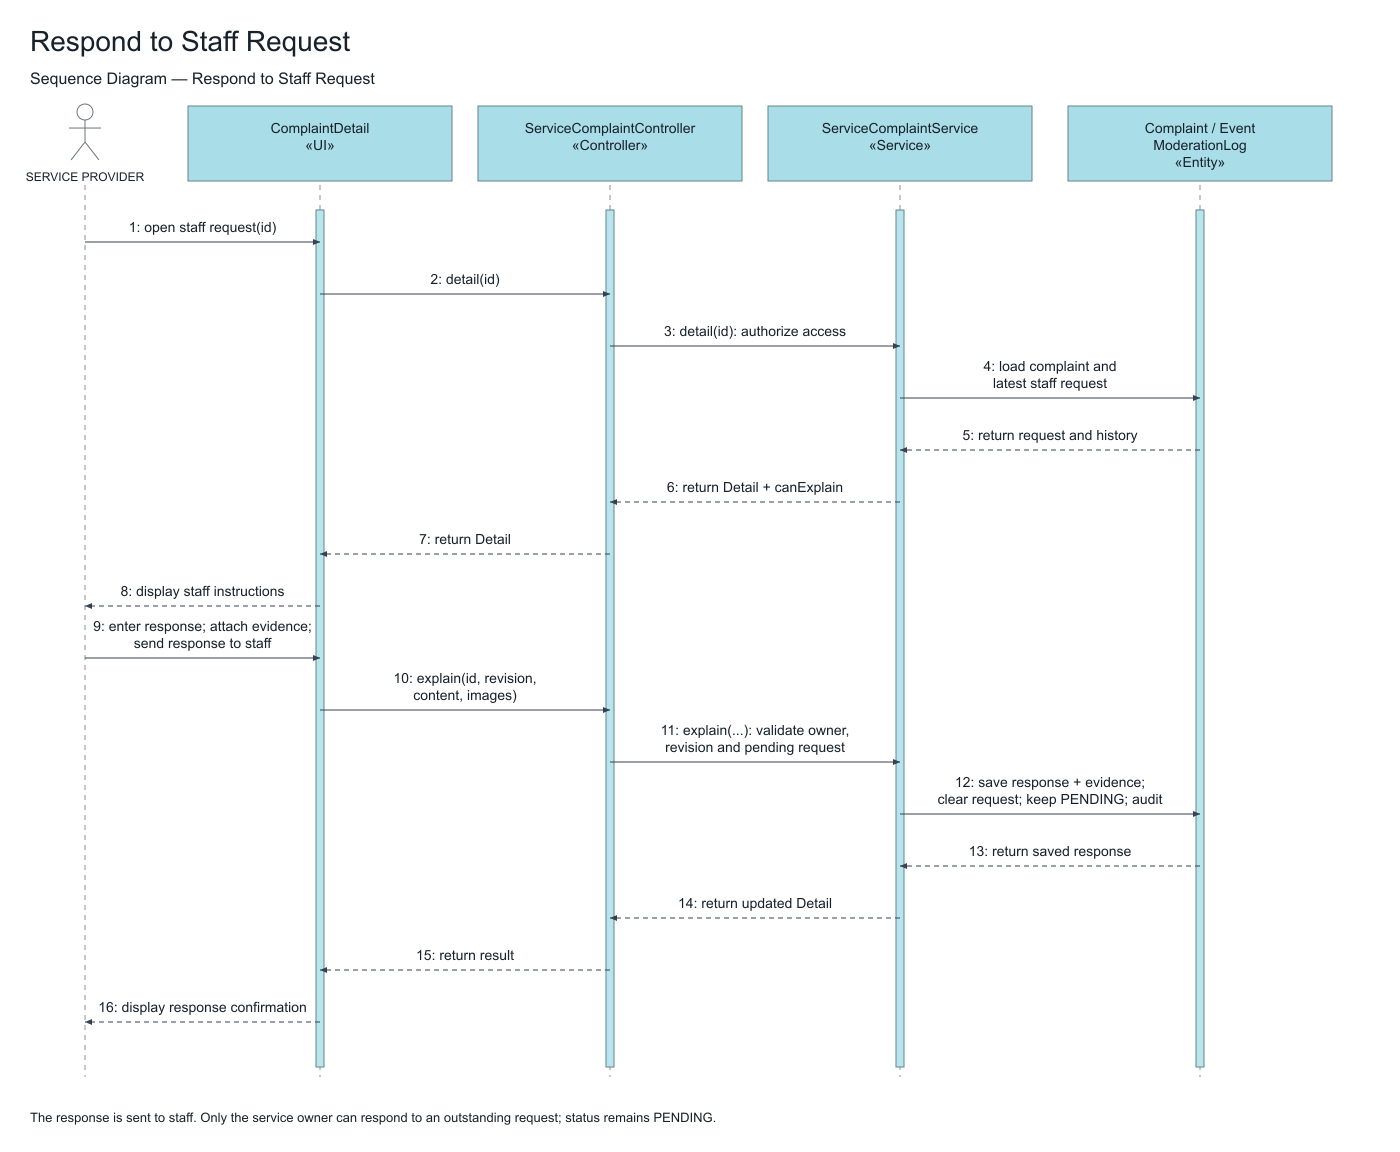 Respond to Staff Request
Sequence Diagram — Respond to Staff Request
SERVICE PROVIDER
ComplaintDetail
«UI»
ServiceComplaintController
«Controller»
ServiceComplaintService
«Service»
Complaint / Event
ModerationLog
«Entity»
1: open staff request(id)
2: detail(id)
3: detail(id): authorize access
4: load complaint and
latest staff request
5: return request and history
6: return Detail + canExplain
7: return Detail
8: display staff instructions
9: enter response; attach evidence;
send response to staff
10: explain(id, revision,
content, images)
11: explain(...): validate owner,
revision and pending request
12: save response + evidence;
clear request; keep PENDING; audit
13: return saved response
14: return updated Detail
15: return result
16: display response confirmation
The response is sent to staff. Only the service owner can respond to an outstanding request; status remains PENDING.